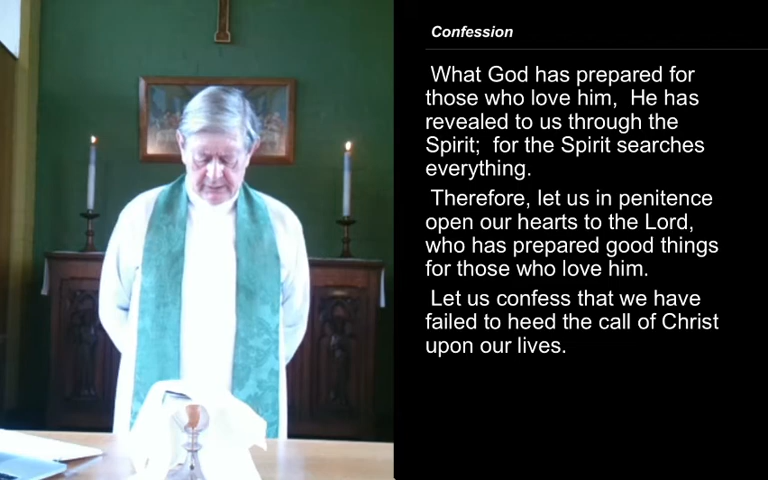 Confession
What God has prepared for
those who love him,  He has
revealed to us through the
Spirit;  for the Spirit searches
everything.
Therefore, let us in penitence
open our hearts to the Lord,
who has prepared good things
for those who love him.
Let us confess that we have
failed to heed the call of Christ
upon our lives.